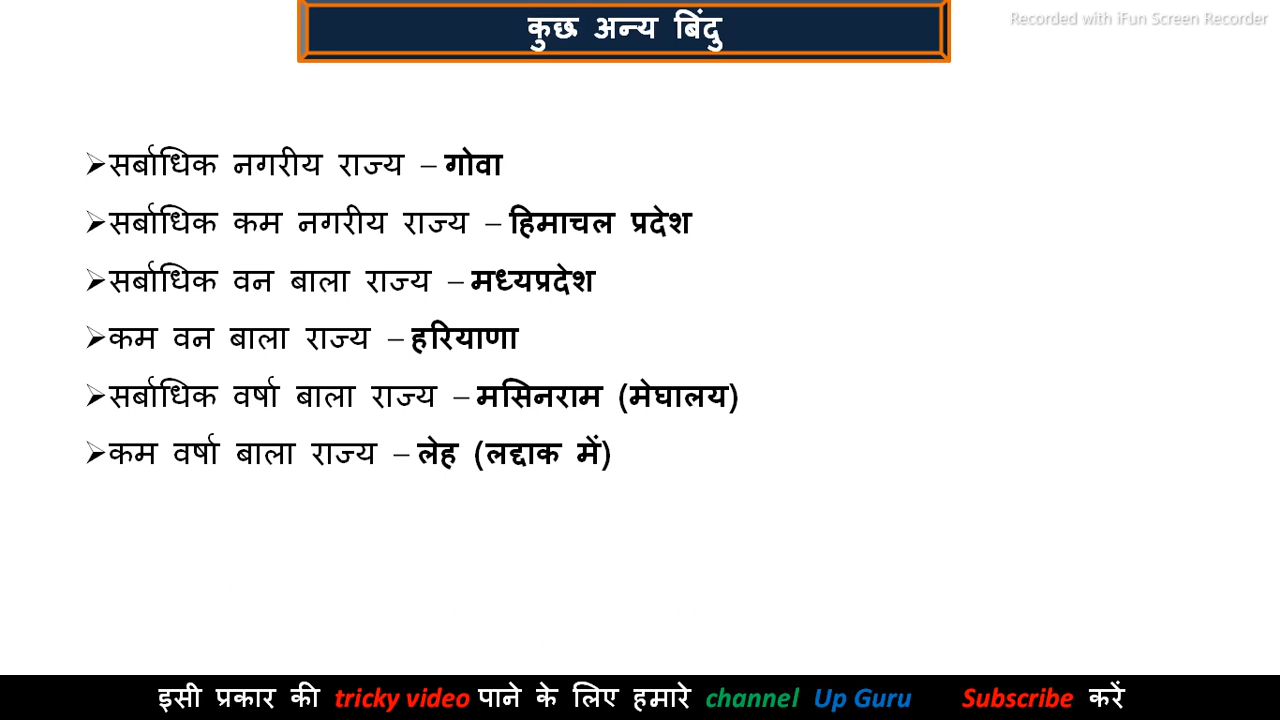 कुछ अन्य बिंदु
Recorded with iFun Screen Recorder
➢सर्बाधिक नगरीय राज्य – गोवा
➢सर्बाधिक कम नगरीय राज्य – हिमाचल प्रदेश
➢सर्बाधिक वन बाला राज्य – मध्यप्रदेश
➢कम वन बाला राज्य – हरियाणा
➢सर्बाधिक वर्षा बाला राज्य – मसिनराम (मेघालय)
➢कम वर्षा बाला राज्य – लेह (लद्दाक में)
इसी प्रकार की tricky video पाने के लिए हमारे channel Up Guru Subscribe करें